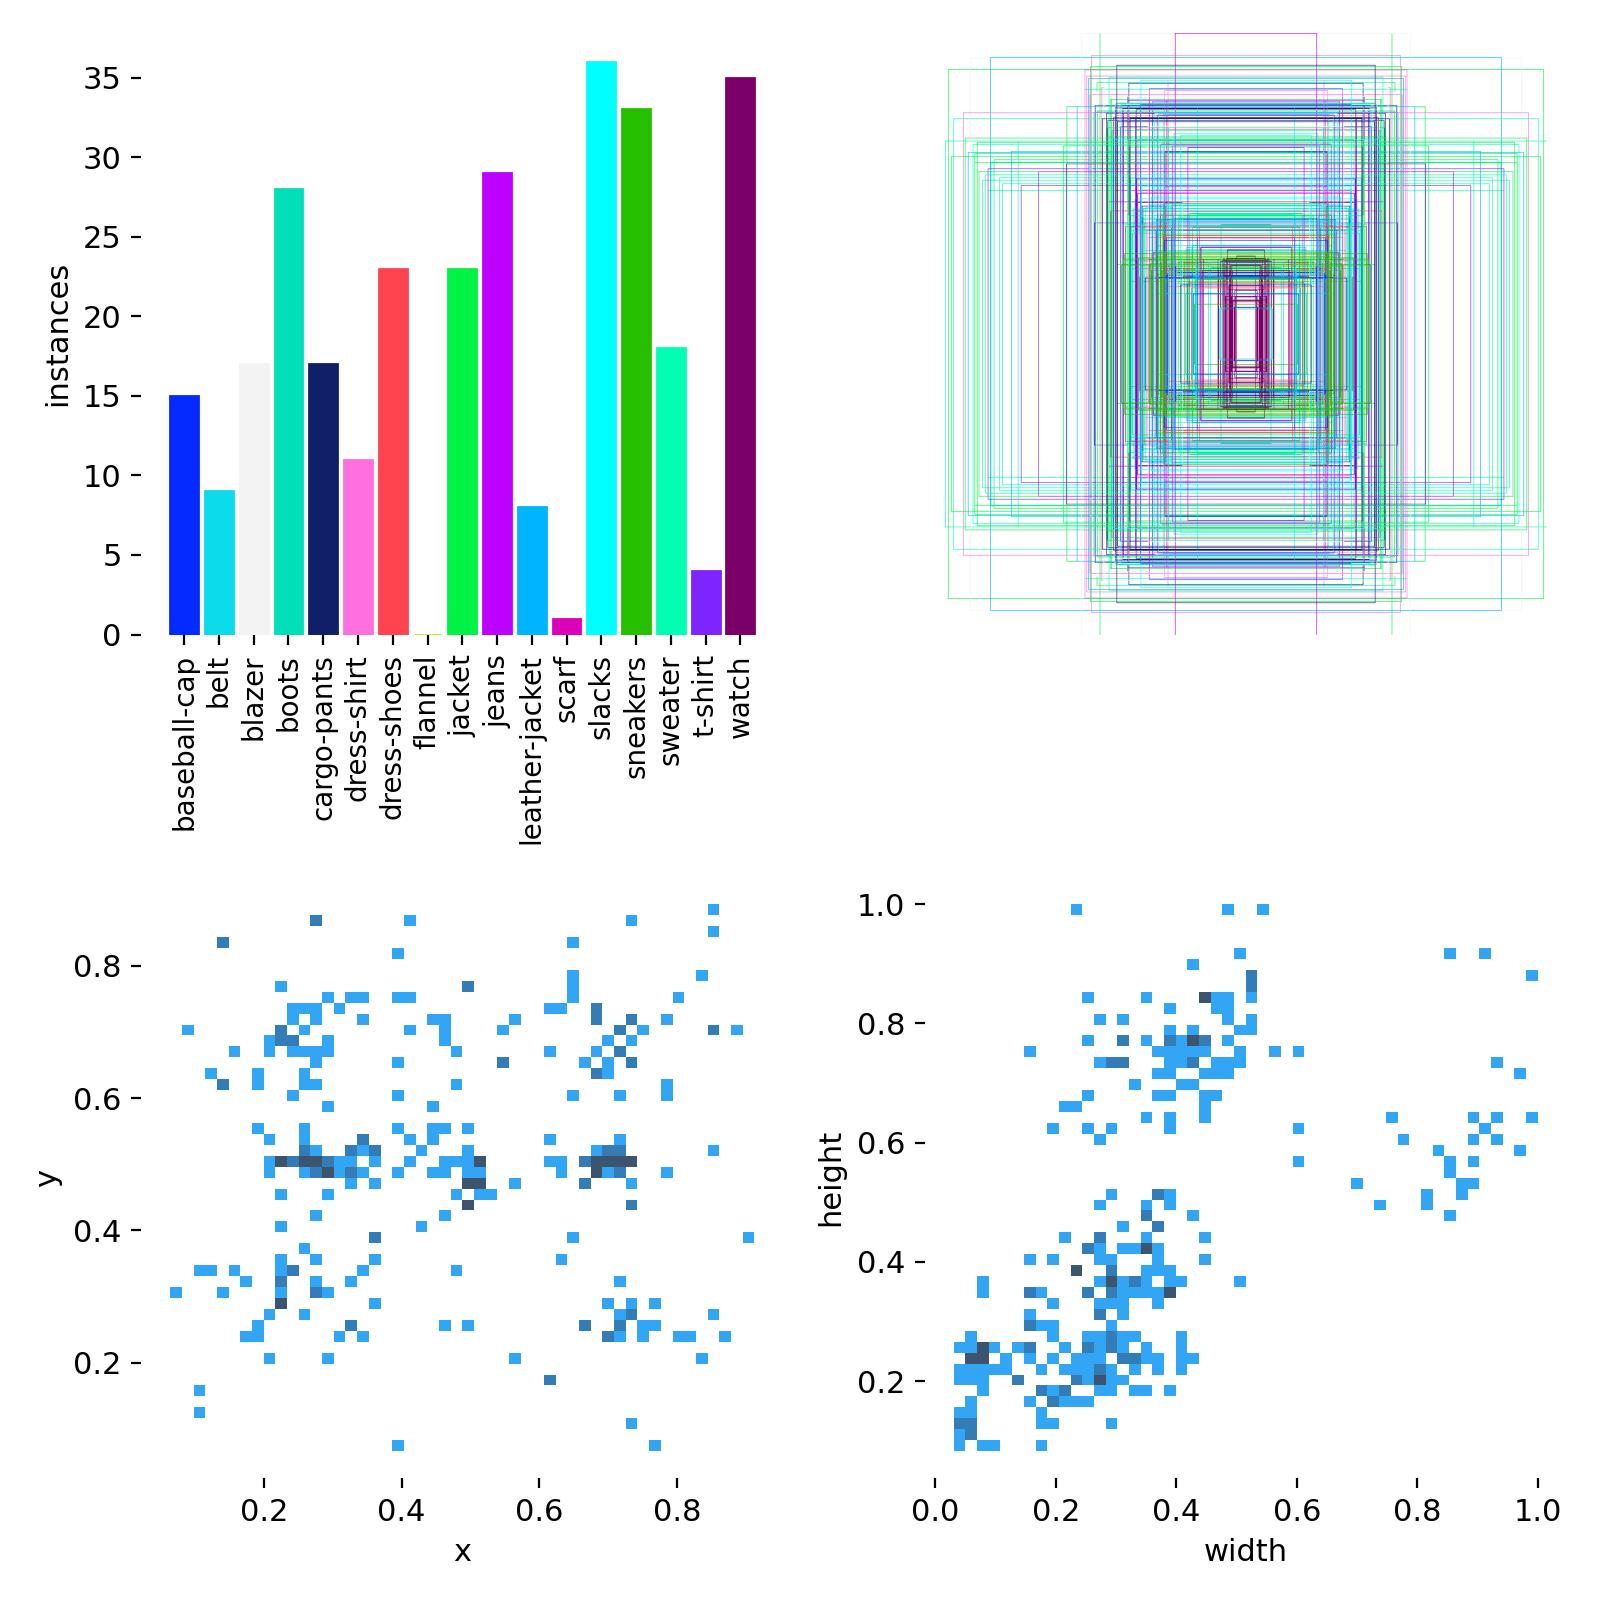 instances
35
30
25
20
15
10
5
0
baseball-cap
belt
blazer
boots
cargo-pants
dress-shirt
dress-shoes
flannel
jacket
jeans
leather-jacket
scarf
slacks
sneakers
sweater
t-shirt
watch
y
0.8
0.6
0.4
0.2
0.2 0.4 0.6 0.8
x
height
1.0
0.8
0.6
0.4
0.2
0.0 0.2 0.4 0.6 0.8 1.0
width